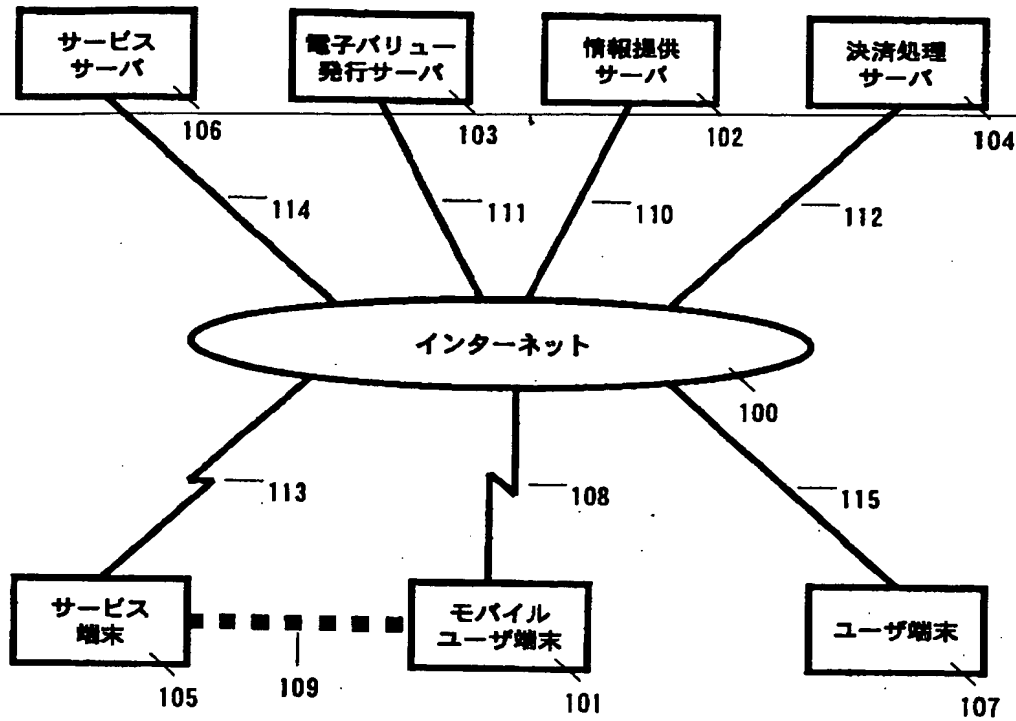 サービス
サーバ
電子バリュー
発行サーバ
情報提供
サーバ
決済処理
サーバ
106
103
102
104
114
111
110
112
インターネット
100
113
108
115
サービス
端末
モバイル
ユーザ端末
ユーザ端末
105
109
101
107